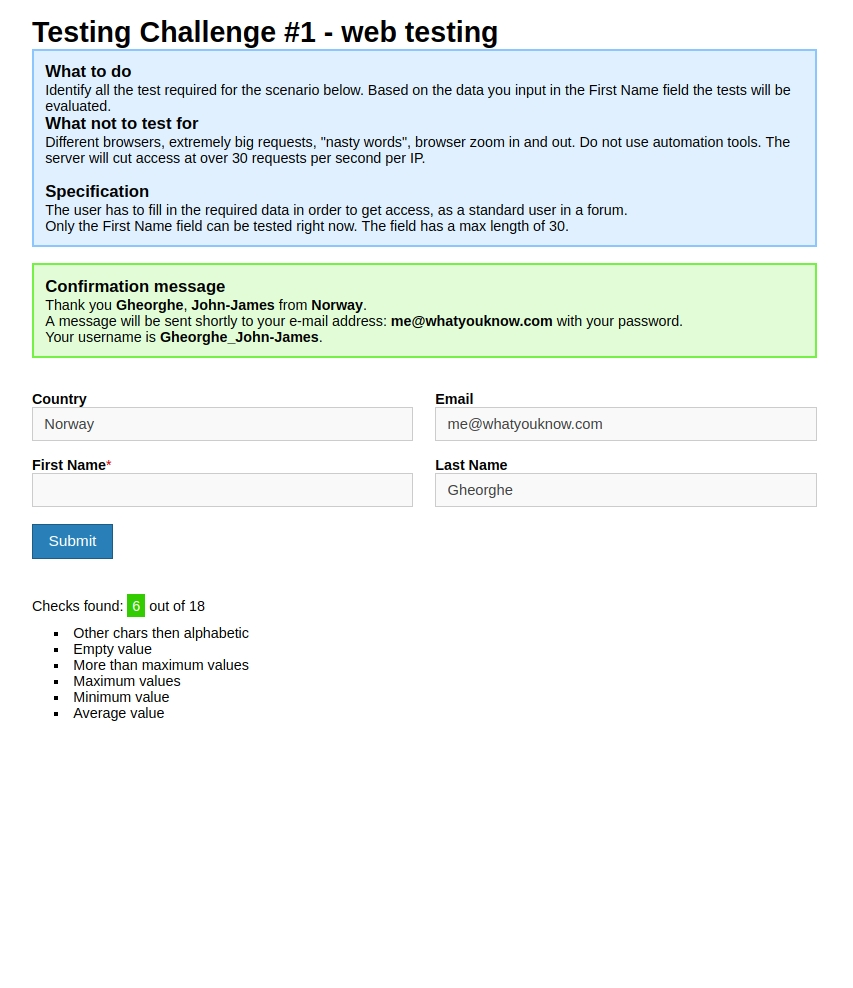 Testing Challenge #1 - web testing
What to do
Identify all the test required for the scenario below. Based on the data you input in the First Name field the tests will be
evaluated.
What not to test for
Different browsers, extremely big requests, "nasty words", browser zoom in and out. Do not use automation tools. The
server will cut access at over 30 requests per second per IP.
Specification
The user has to fill in the required data in order to get access, as a standard user in a forum.
Only the First Name field can be tested right now. The field has a max length of 30.
Confirmation message
Thank you Gheorghe, John-James from Norway.
A message will be sent shortly to your e-mail address: me@whatyouknow.com with your password.
Your username is Gheorghe_John-James.
Country Email
Norway me@whatyouknow.com
First Name* Last Name
Gheorghe
Submit
Checks found: 6 out of 18
Other chars then alphabetic
Empty value
More than maximum values
Maximum values
Minimum value
Average value